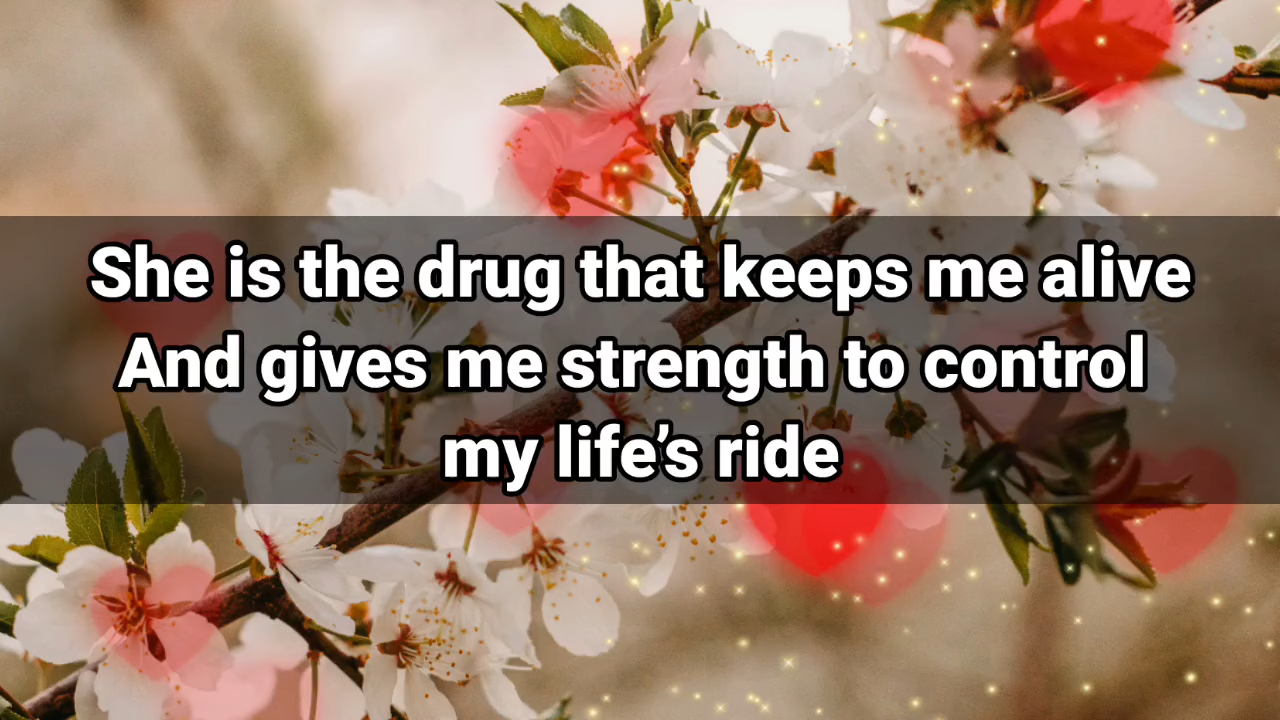 She is the drug that keeps me alive
And gives me strength to control
my life’s ride